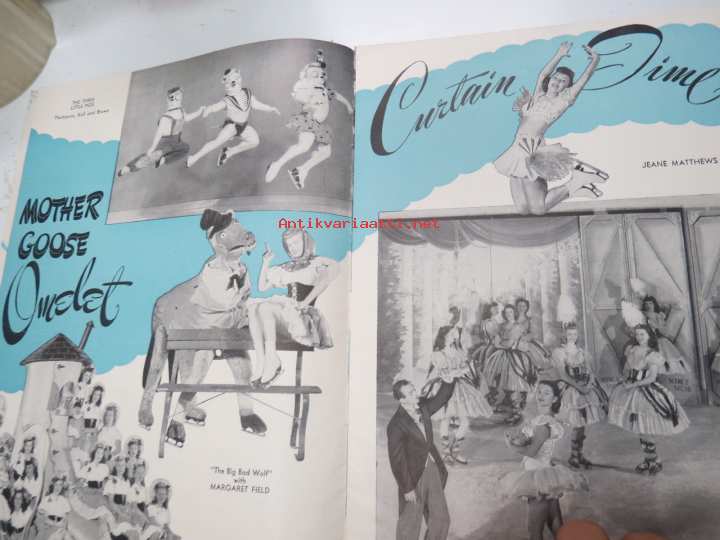 THE THREE
LITTLE PIGS
MOTHER
GOOSE
Omelet
"The Big Bad Wolf"
with
MARGARET FIELD
Curtain Time
JEANE MATTHEWS
Antikvariaatti.net